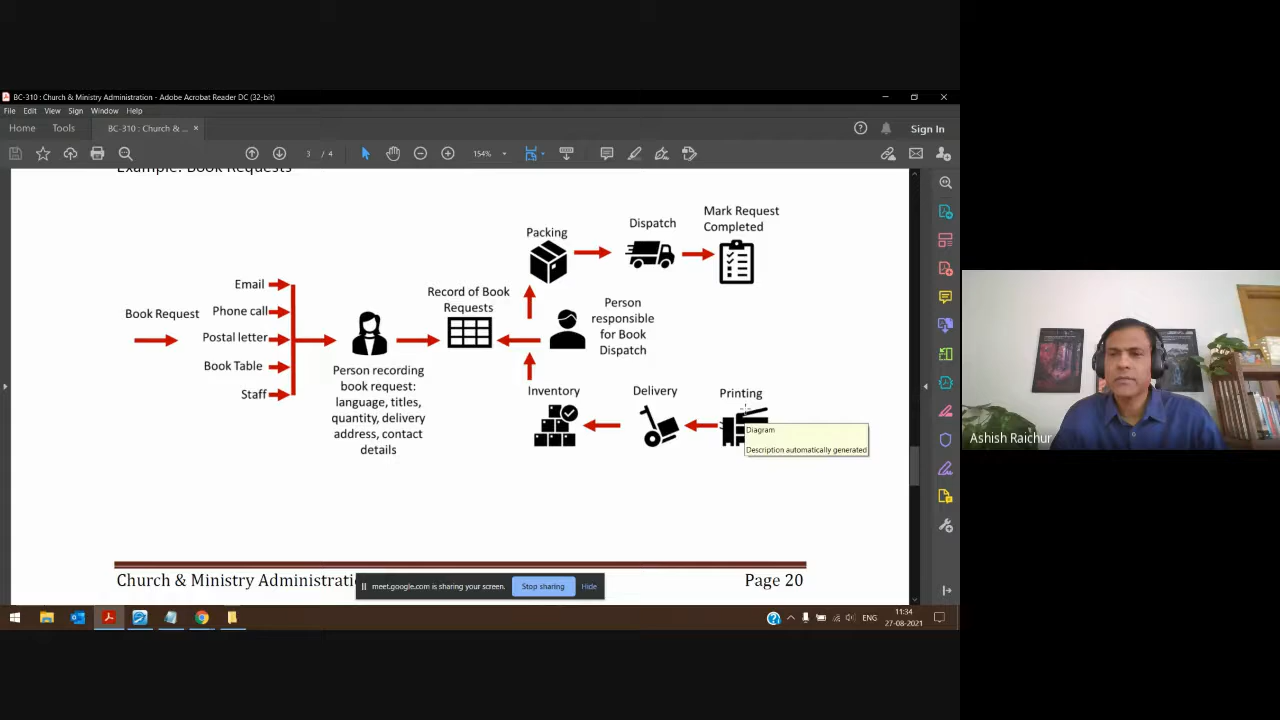 BC-310 : Church & Ministry Administration - Adobe Acrobat Reader DC (32-bit)
File Edit View Sign Window Help
Home Tools BC-310 : Church & ... × Sign In
3 / 4 154%
Example: Book Requests
Mark Request
Completed
Dispatch
Packing
Email
Phone call
Postal letter
Book Table
Staff
Book Request
Record of Book
Requests
Person
responsible
for Book
Dispatch
Person recording
book request:
language, titles,
quantity, delivery
address, contact
details
Inventory
Delivery
Printing
Diagram
Description automatically generated
Ashish Raichur
Church & Ministry Administratio
Page 20
meet.google.com is sharing your screen. Stop sharing Hide
ENG
11:34
27-08-2021